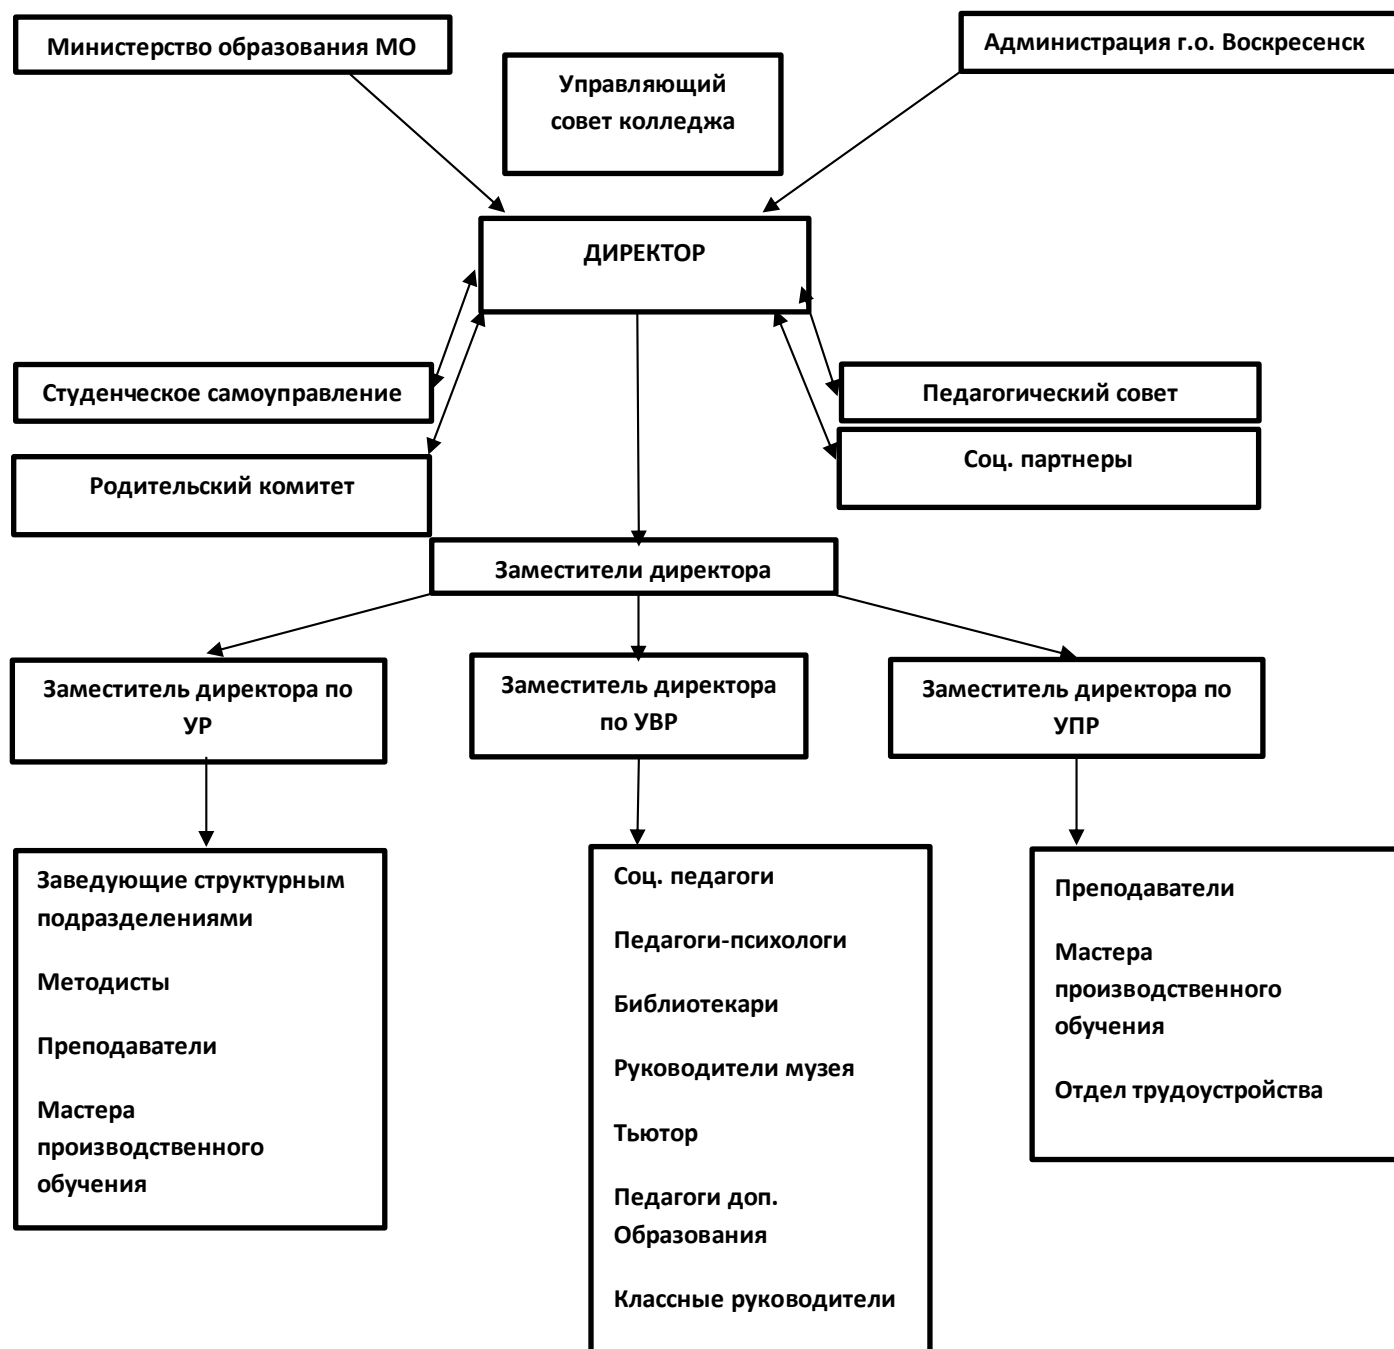 Министерство образования МО
Администрация г.о. Воскресенск
Управляющий
совет колледжа
ДИРЕКТОР
Студенческое самоуправление
Педагогический совет
Родительский комитет
Соц. партнеры
Заместители директора
Заместитель директора по
УР
Заместитель директора
по УВР
Заместитель директора по
УПР
Заведующие структурным
подразделениями
Методисты
Преподаватели
Мастера
производственного
обучения
Соц. педагоги
Педагоги-психологи
Библиотекари
Руководители музея
Тьютор
Педагоги доп.
Образования
Классные руководители
Преподаватели
Мастера
производственного
обучения
Отдел трудоустройства